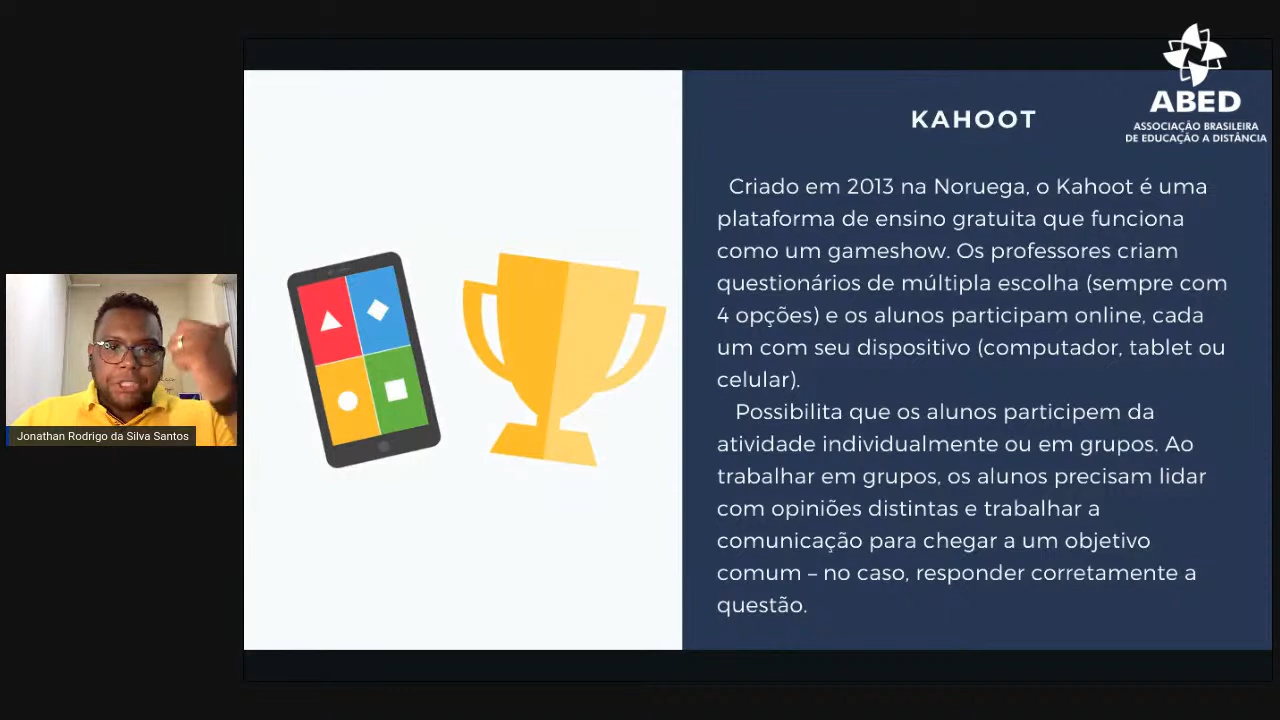 ABED
ASSOCIAÇÃO BRASILEIRA
DE EDUCAÇÃO A DISTÂNCIA
KAHOOT
Criado em 2013 na Noruega, o Kahoot é uma
plataforma de ensino gratuita que funciona
como um gameshow. Os professores criam
questionários de múltipla escolha (sempre com
4 opções) e os alunos participam online, cada
um com seu dispositivo (computador, tablet ou
celular).
Possibilita que os alunos participem da
atividade individualmente ou em grupos. Ao
trabalhar em grupos, os alunos precisam lidar
com opiniões distintas e trabalhar a
comunicação para chegar a um objetivo
comum – no caso, responder corretamente a
questão.
Jonathan Rodrigo da Silva Santos